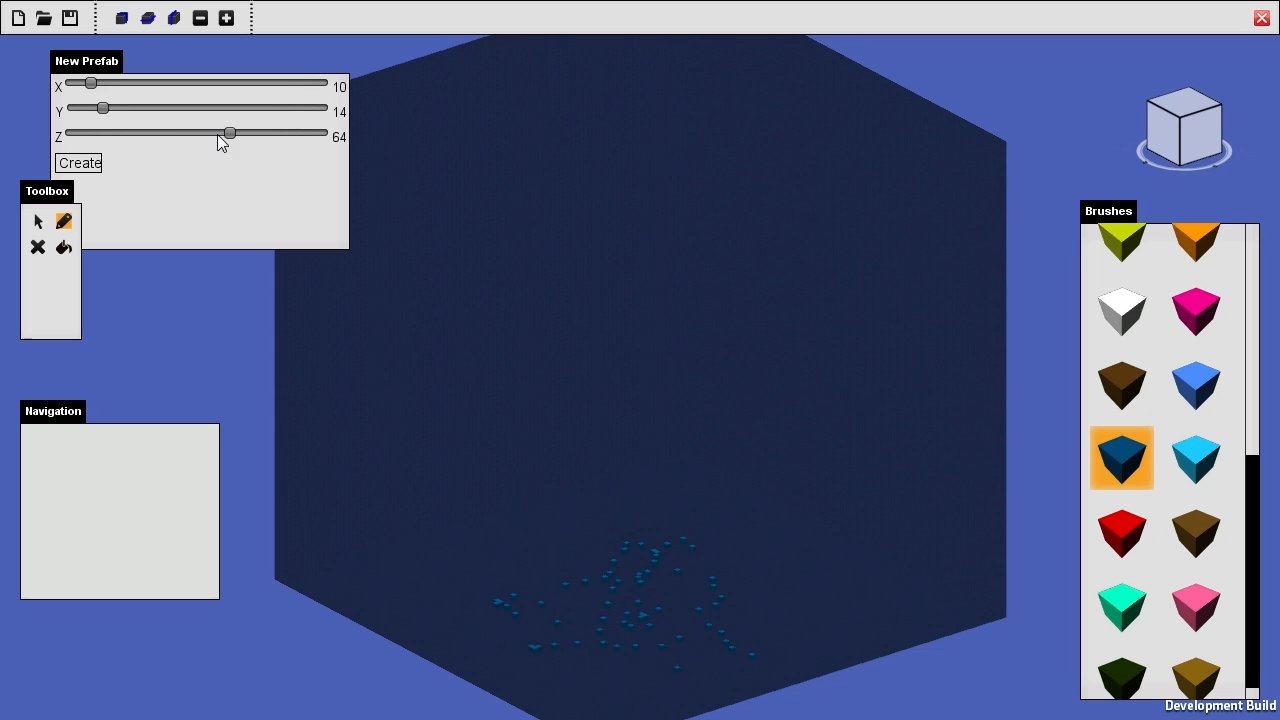 New Prefab
X 10
Y 14
Z 64
Create
Toolbox
Brushes
Navigation
Development Build